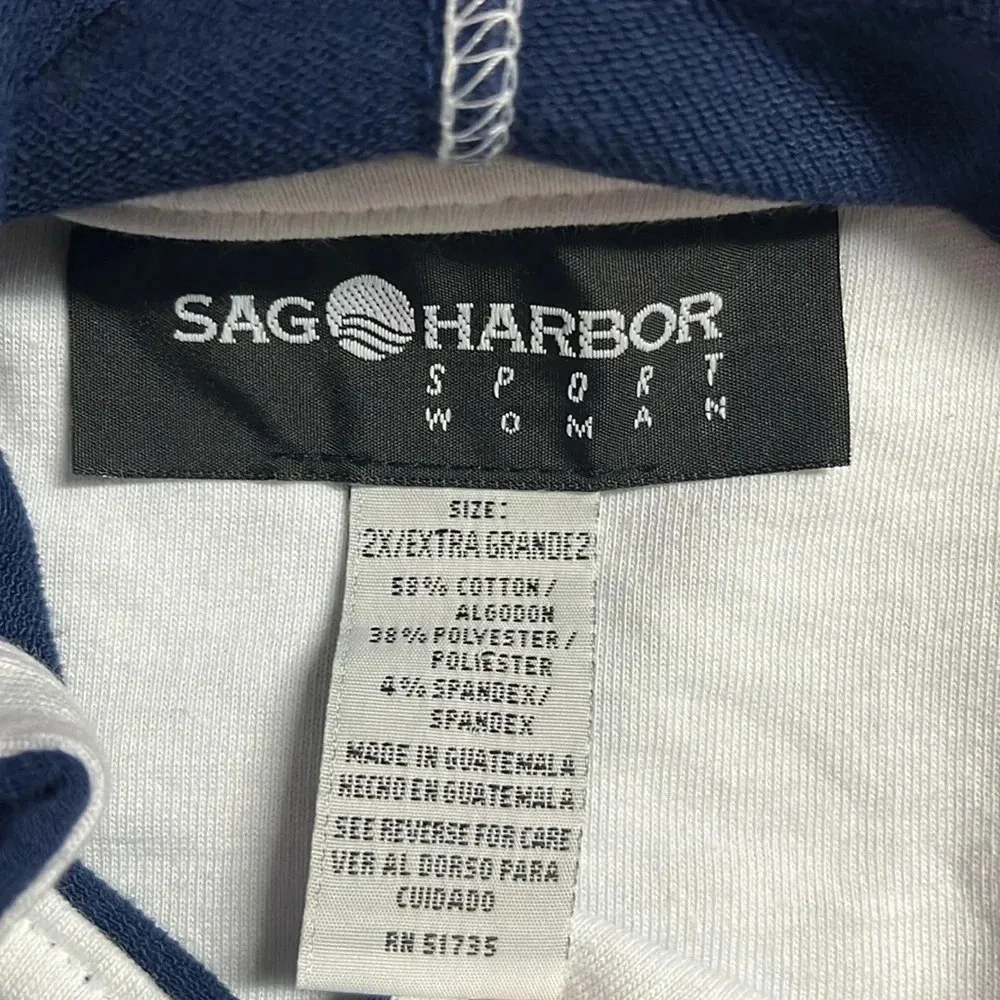 SAG HARBOR
SPORT
WOMAN
SIZE:
2X/EXTRA GRANDE2
58% COTTON/
ALGODON
38% POLYESTER/
POLIESTER
4% SPANDEX/
SPANDEX
MADE IN GUATEMALA
HECHO EN GUATEMALA
SEE REVERSE FOR CARE
VER AL DORSO PARA
CUIDADO
RN 51735